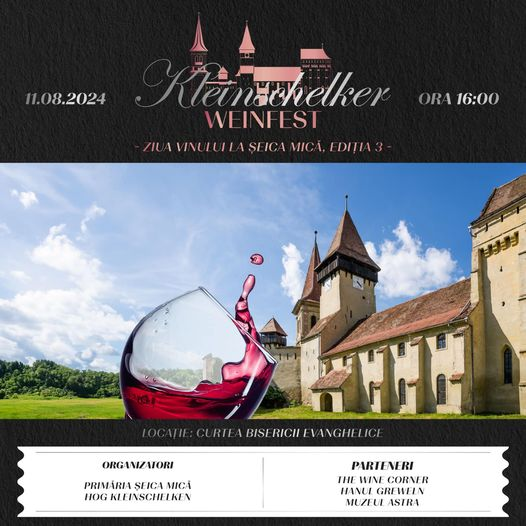 11.08.2024
Kleinschelker
ORA 16:00
WEINFEST
- ZIUA VINULUI LA ȘEICA MICĂ, EDIȚIA 3 -
LOCAȚIE: CURTEA BISERICII EVANGHELICE
ORGANIZATORI
PRIMĂRIA ȘEICA MICĂ
HOG KLEINSCHELKEN
PARTENERI
THE WINE CORNER
HANUL GREWELN
MUZEUL ASTRA